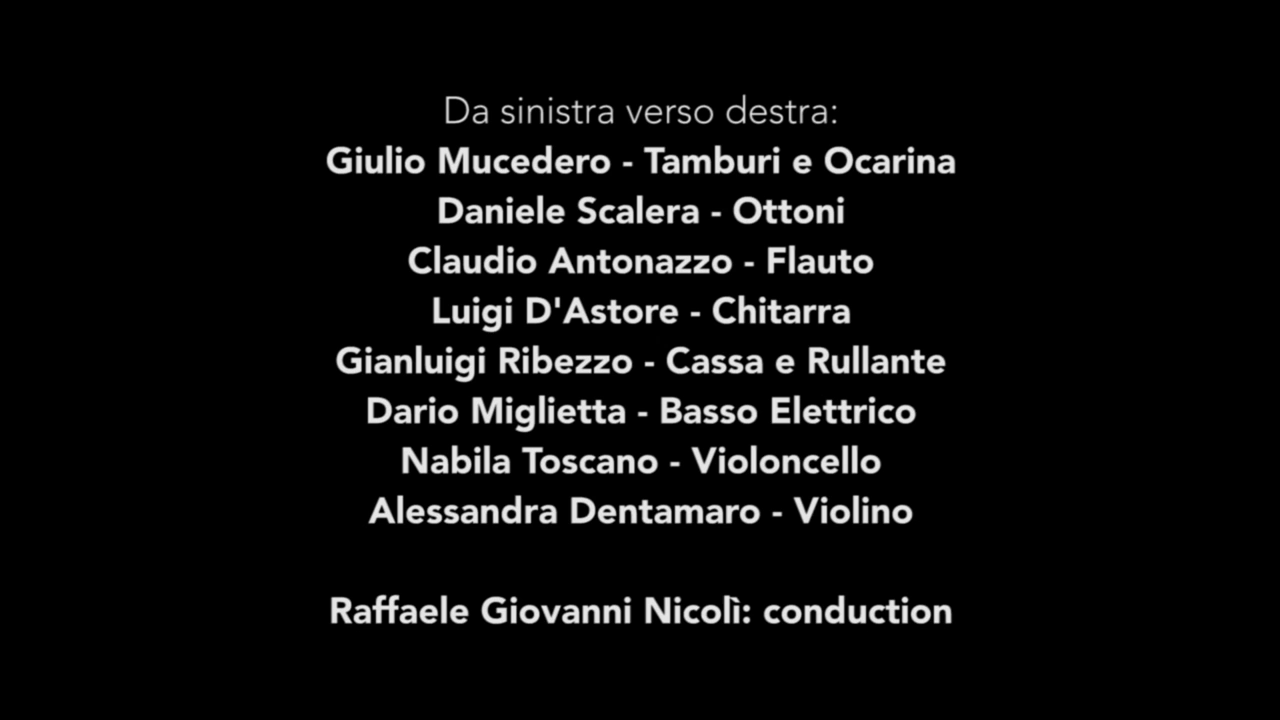 Da sinistra verso destra:
Giulio Mucedero - Tamburi e Ocarina
Daniele Scalera - Ottoni
Claudio Antonazzo - Flauto
Luigi D'Astore - Chitarra
Gianluigi Ribezzo - Cassa e Rullante
Dario Miglietta - Basso Elettrico
Nabila Toscano - Violoncello
Alessandra Dentamaro - Violino
Raffaele Giovanni Nicolì: conduction